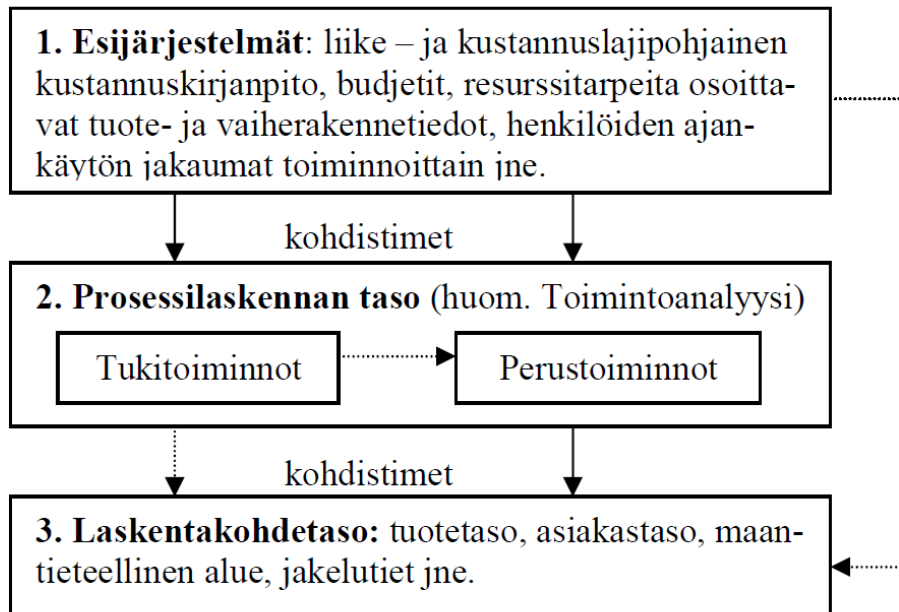 1. Esijärjestelmät: liike – ja kustannuslajipohjainen
kustannuskirjanpito, budjetit, resurssitarpeita osoitta-
vat tuote- ja vaiherakennetiedot, henkilöiden ajan-
käytön jakaumat toiminnoittain jne.
kohdistimet
2. Prosessilaskennan taso (huom. Toimintoanalyysi)
Tukitoiminnot
Perustoiminnot
kohdistimet
3. Laskentakohdetaso: tuotetaso, asiakastaso, maan-
tieteellinen alue, jakelutiet jne.